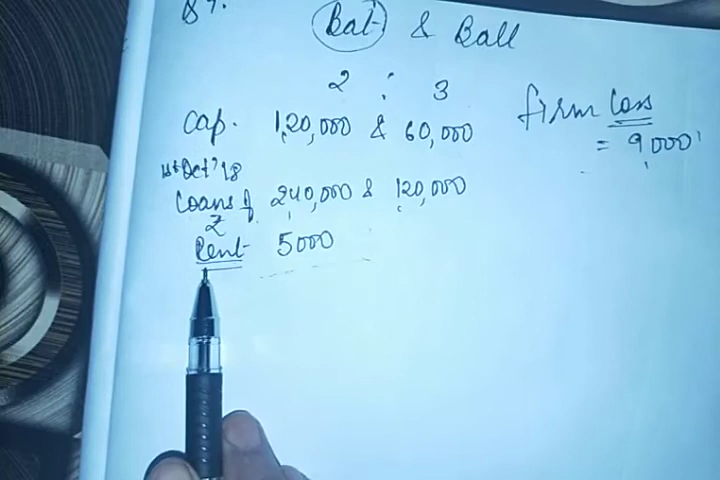 Q 7.
Bat & Ball
2 : 3
Cap. 1,20,000 & 60,000
firm Loss
= 9,000
1st Oct' 18
Loans of 240,000 & 120,000
Rent 5000